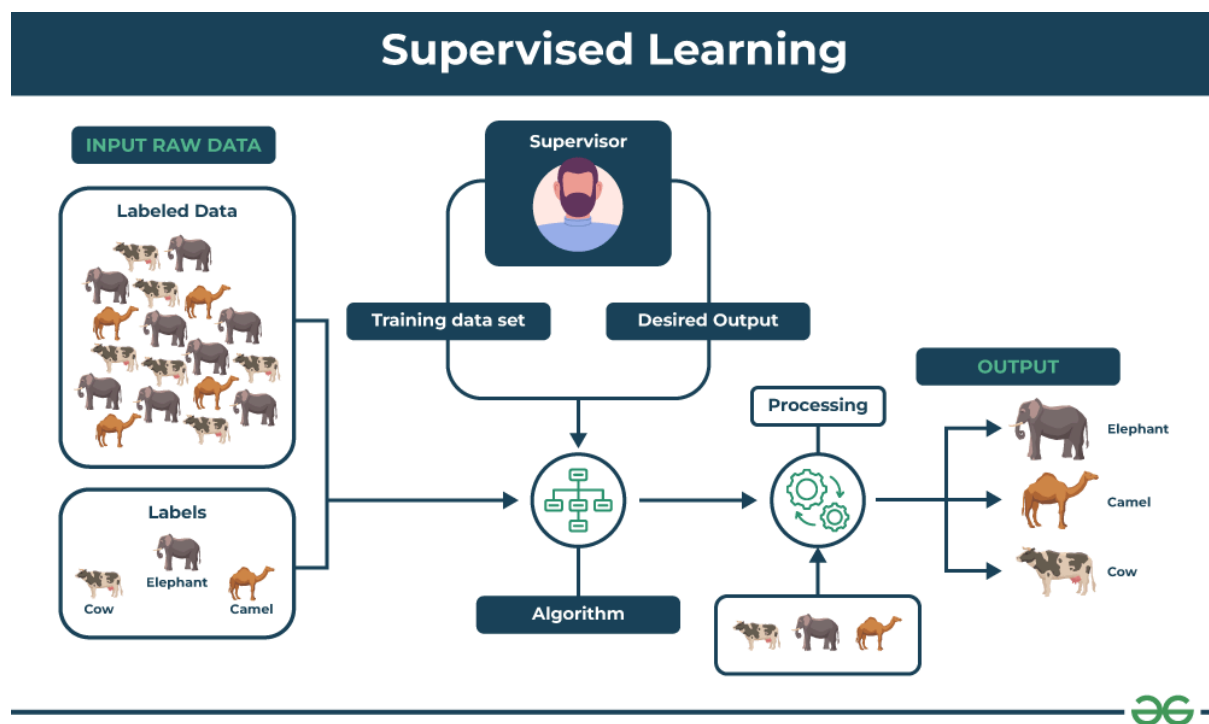 Supervised Learning
INPUT RAW DATA
Labeled Data
Labels
Elephant
Cow
Camel
Supervisor
Training data set
Desired Output
Algorithm
Processing
OUTPUT
Elephant
Camel
Cow